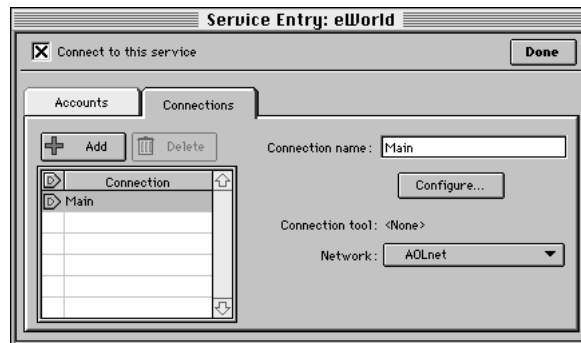 Service Entry: eWorld
Connect to this service
Done
Accounts
Connections
Add
Delete
Connection name: Main
D Connection
D Main
Configure...
Connection tool: <None>
Network: AOLnet